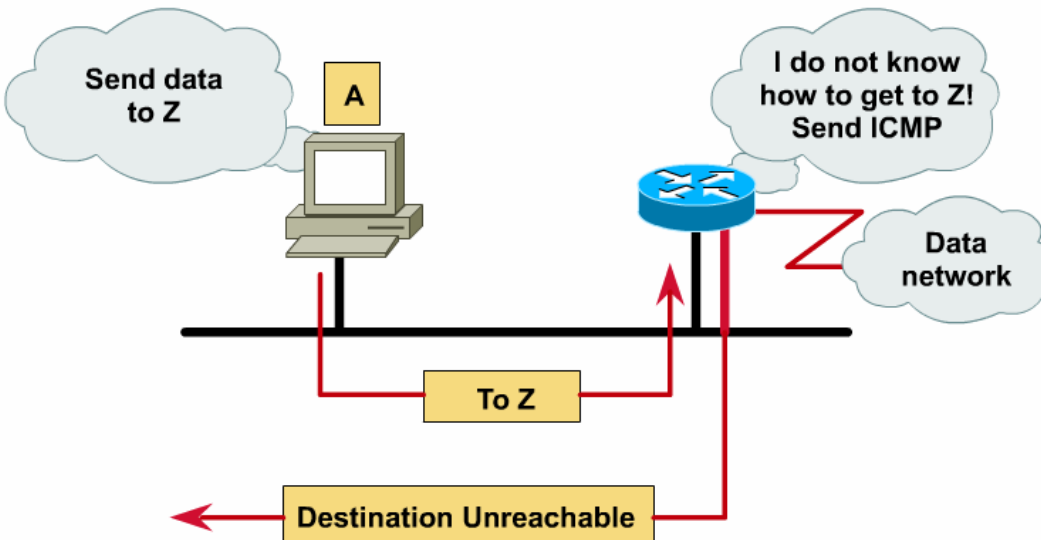 Send data
to Z
A
I do not know
how to get to Z!
Send ICMP
Data
network
To Z
Destination Unreachable